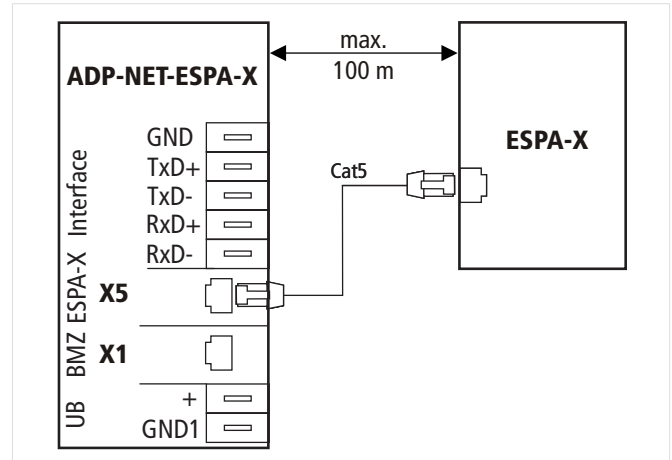 max.
100 m
ADP-NET-ESPA-X
ESPA-X
Interface
GND
TxD+
TxD-
RxD+
RxD-
Cat5
ESPA-X
X5
BMZ
X1
UB
+
GND1